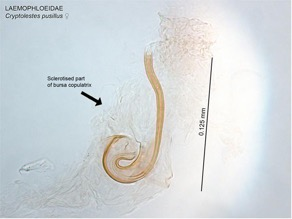 LAEMOPHLOEIDAE
Cryptolestes pusillus ♀
Sclerotised part
of bursa copulatrix
0.125 mm